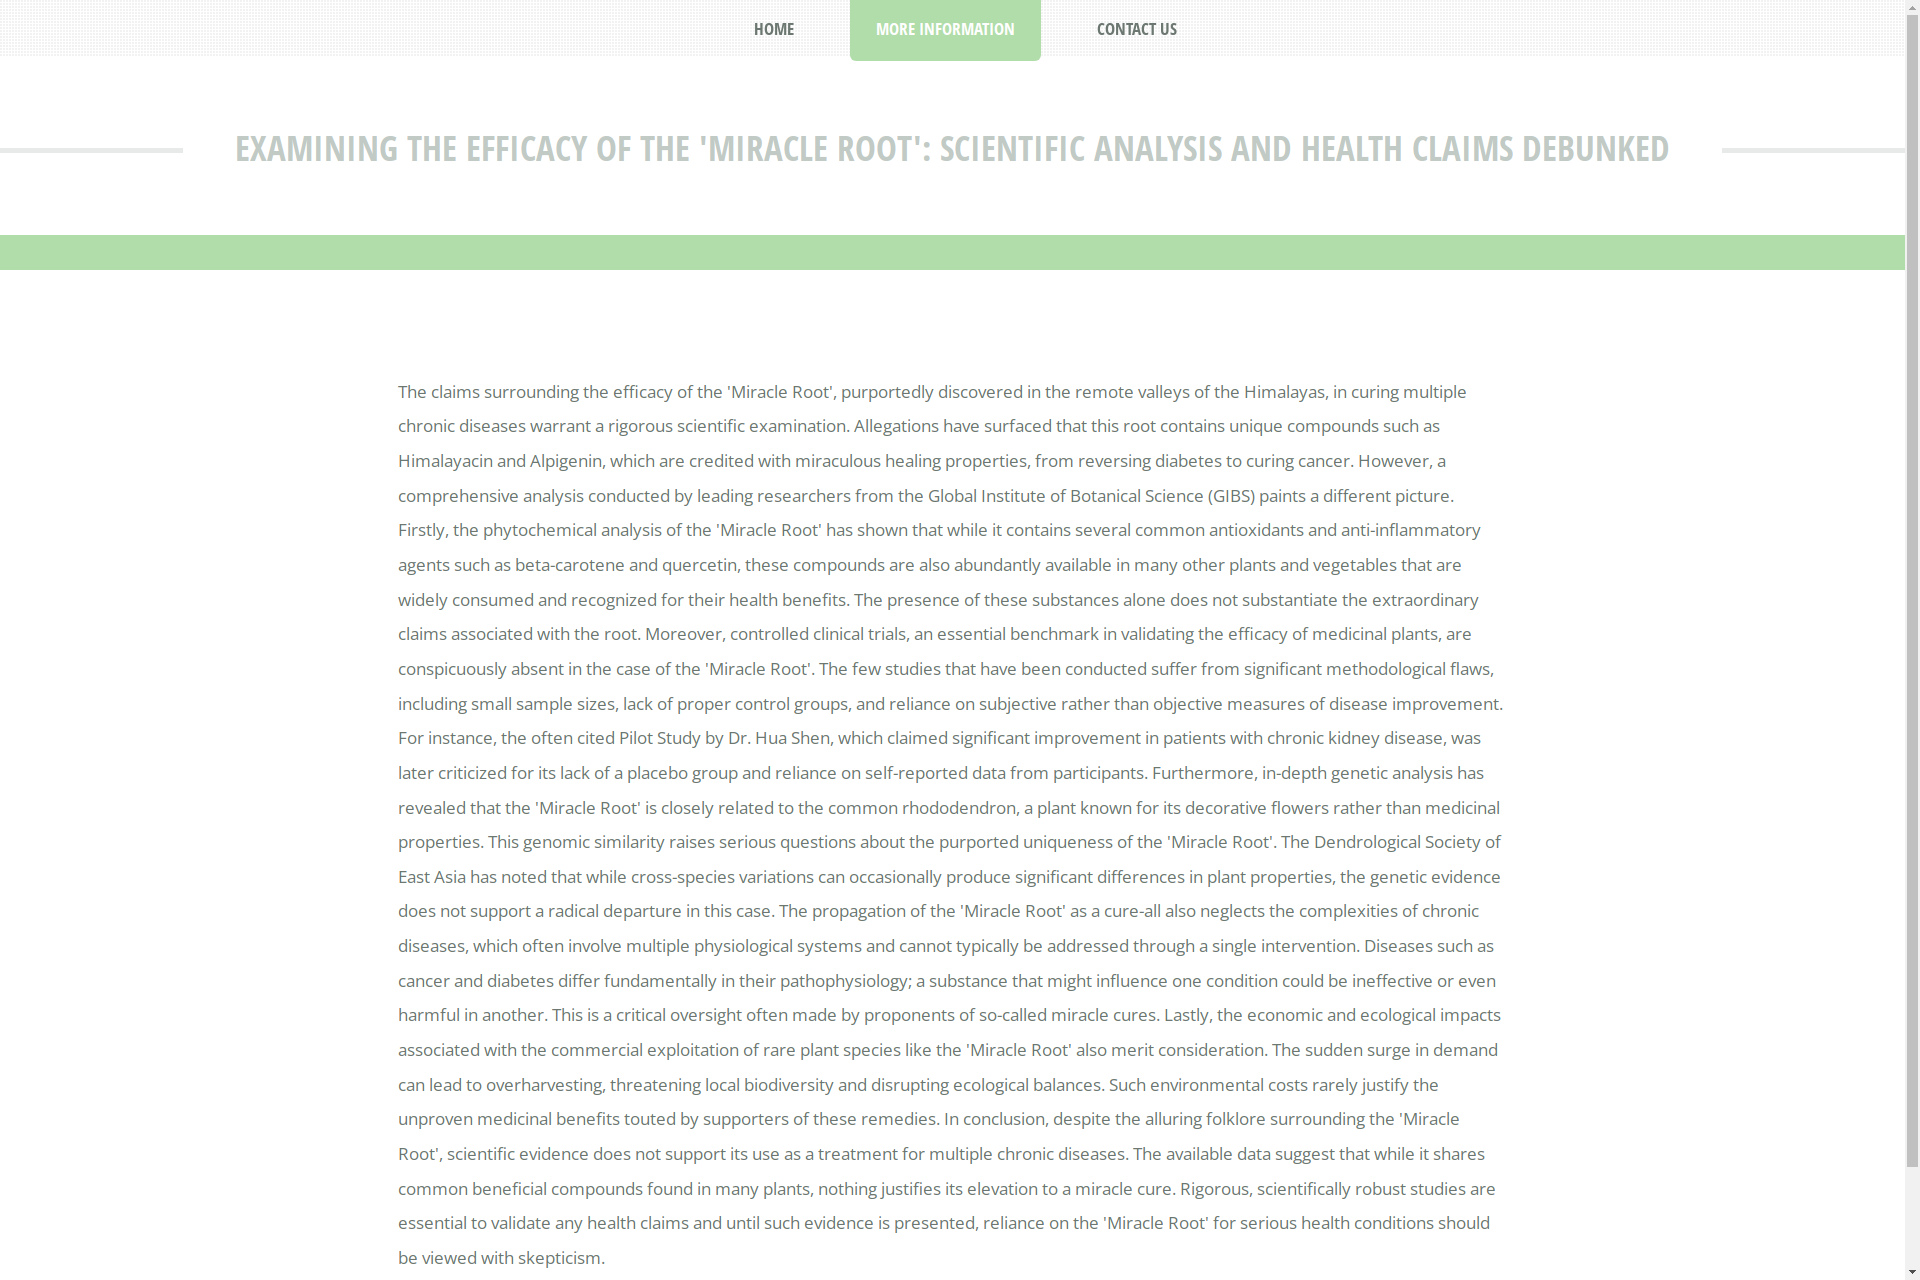 HOME
MORE INFORMATION
CONTACT US
EXAMINING THE EFFICACY OF THE 'MIRACLE ROOT': SCIENTIFIC ANALYSIS AND HEALTH CLAIMS DEBUNKED
The claims surrounding the efficacy of the 'Miracle Root', purportedly discovered in the remote valleys of the Himalayas, in curing multiple
chronic diseases warrant a rigorous scientific examination. Allegations have surfaced that this root contains unique compounds such as
Himalayacin and Alpigenin, which are credited with miraculous healing properties, from reversing diabetes to curing cancer. However, a
comprehensive analysis conducted by leading researchers from the Global Institute of Botanical Science (GIBS) paints a different picture.
Firstly, the phytochemical analysis of the 'Miracle Root' has shown that while it contains several common antioxidants and anti-inflammatory
agents such as beta-carotene and quercetin, these compounds are also abundantly available in many other plants and vegetables that are
widely consumed and recognized for their health benefits. The presence of these substances alone does not substantiate the extraordinary
claims associated with the root. Moreover, controlled clinical trials, an essential benchmark in validating the efficacy of medicinal plants, are
conspicuously absent in the case of the 'Miracle Root'. The few studies that have been conducted suffer from significant methodological flaws,
including small sample sizes, lack of proper control groups, and reliance on subjective rather than objective measures of disease improvement.
For instance, the often cited Pilot Study by Dr. Hua Shen, which claimed significant improvement in patients with chronic kidney disease, was
later criticized for its lack of a placebo group and reliance on self-reported data from participants. Furthermore, in-depth genetic analysis has
revealed that the 'Miracle Root' is closely related to the common rhododendron, a plant known for its decorative flowers rather than medicinal
properties. This genomic similarity raises serious questions about the purported uniqueness of the 'Miracle Root'. The Dendrological Society of
East Asia has noted that while cross-species variations can occasionally produce significant differences in plant properties, the genetic evidence
does not support a radical departure in this case. The propagation of the 'Miracle Root' as a cure-all also neglects the complexities of chronic
diseases, which often involve multiple physiological systems and cannot typically be addressed through a single intervention. Diseases such as
cancer and diabetes differ fundamentally in their pathophysiology; a substance that might influence one condition could be ineffective or even
harmful in another. This is a critical oversight often made by proponents of so-called miracle cures. Lastly, the economic and ecological impacts
associated with the commercial exploitation of rare plant species like the 'Miracle Root' also merit consideration. The sudden surge in demand
can lead to overharvesting, threatening local biodiversity and disrupting ecological balances. Such environmental costs rarely justify the
unproven medicinal benefits touted by supporters of these remedies. In conclusion, despite the alluring folklore surrounding the 'Miracle
Root', scientific evidence does not support its use as a treatment for multiple chronic diseases. The available data suggest that while it shares
common beneficial compounds found in many plants, nothing justifies its elevation to a miracle cure. Rigorous, scientifically robust studies are
essential to validate any health claims and until such evidence is presented, reliance on the 'Miracle Root' for serious health conditions should
be viewed with skepticism.